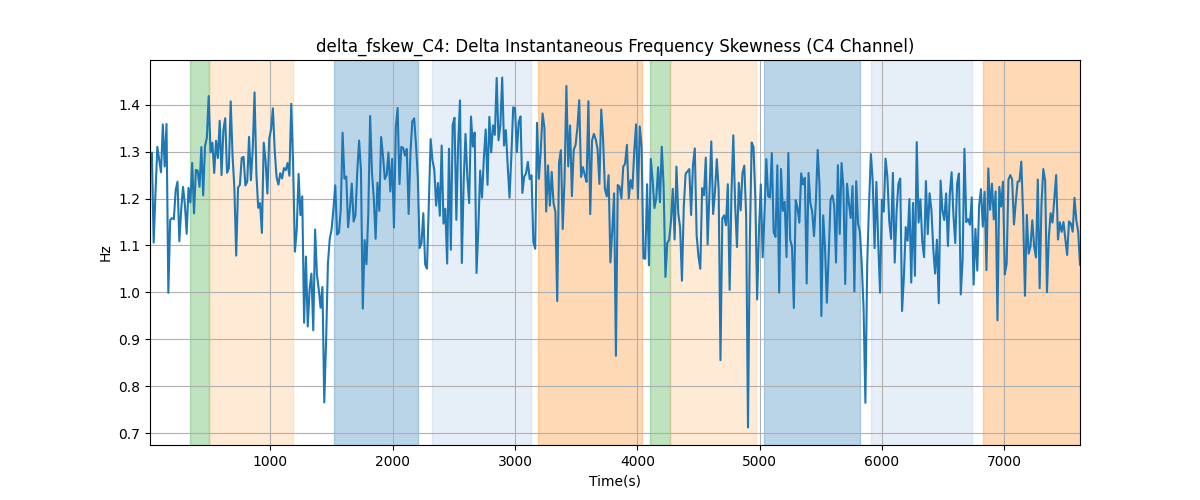 delta_fskew_C4: Delta Instantaneous Frequency Skewness (C4 Channel)
1.4
1.3
1.2
1.1
1.0
0.9
0.8
0.7
Hz
1000 2000 3000 4000 5000 6000 7000
Time(s)